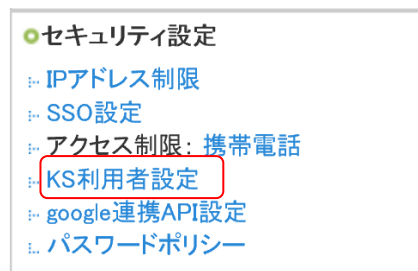 セキュリティ設定
IPアドレス制限
SSO設定
アクセス制限: 携帯電話
KS利用者設定
google連携API設定
パスワードポリシー